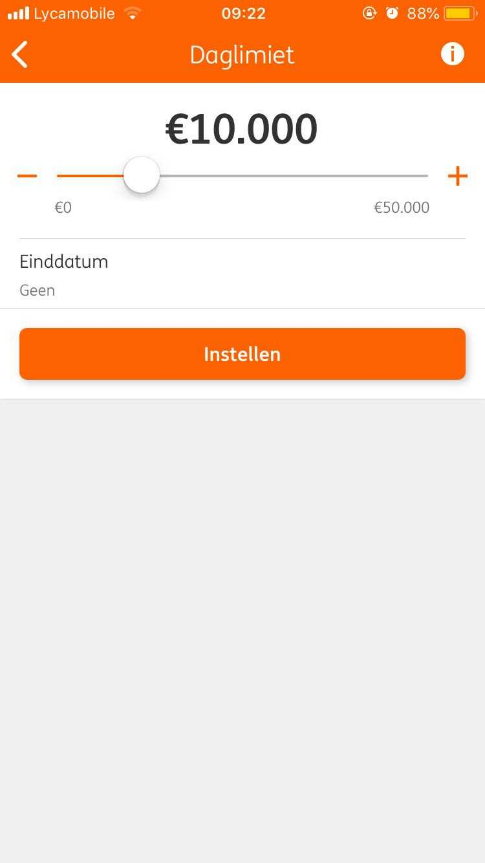 Lycamobile 09:22 88%
Daglimiet
€10.000
€0 €50.000
Einddatum
Geen
Instellen